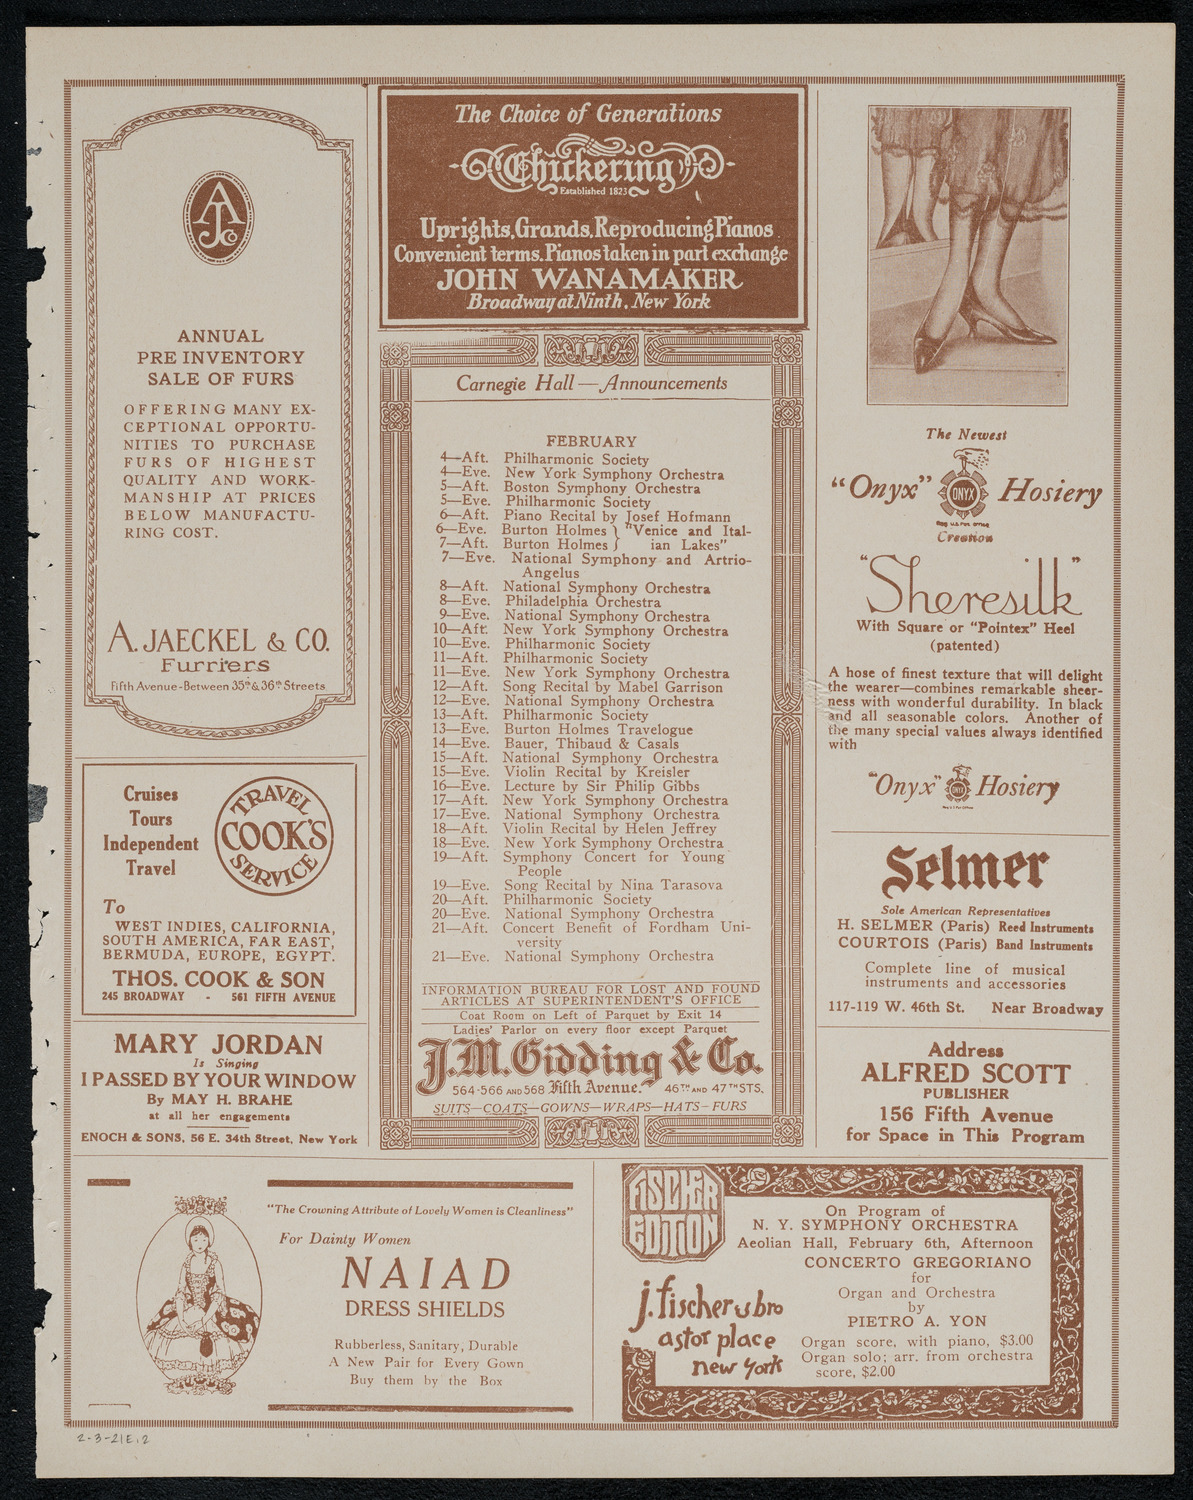 AJCo
ANNUAL
PRE INVENTORY
SALE OF FURS
OFFERING MANY EX-
CEPTIONAL OPPORTU-
NITIES TO PURCHASE
FURS OF HIGHEST
QUALITY AND WORK-
MANSHIP AT PRICES
BELOW MANUFACTU-
RING COST.
A. JAECKEL & CO.
Furriers
Fifth Avenue - Between 35th & 36th Streets
Cruises
Tours
Independent
Travel
TRAVEL
COOK'S
SERVICE
To
WEST INDIES, CALIFORNIA,
SOUTH AMERICA, FAR EAST,
BERMUDA, EUROPE, EGYPT.
THOS. COOK & SON
245 BROADWAY - 561 FIFTH AVENUE
MARY JORDAN
Is Singing
I PASSED BY YOUR WINDOW
By MAY H. BRAHE
at all her engagements
ENOCH & SONS, 56 E. 34th Street, New York
The Choice of Generations
Chickering
Established 1823
Uprights, Grands, Reproducing Pianos
Convenient terms. Pianos taken in part exchange
JOHN WANAMAKER
Broadway at Ninth, New York
Carnegie Hall — Announcements
FEBRUARY
4—Aft. Philharmonic Society
4—Eve. New York Symphony Orchestra
5—Aft. Boston Symphony Orchestra
5—Eve. Philharmonic Society
6—Aft. Piano Recital by Josef Hofmann
6—Eve. Burton Holmes } "Venice and Ital-
7—Aft. Burton Holmes } ian Lakes"
7—Eve. National Symphony and Artrio-
Angelus
8—Aft. National Symphony Orchestra
8—Eve. Philadelphia Orchestra
9—Eve. National Symphony Orchestra
10—Aft. New York Symphony Orchestra
10—Eve. Philharmonic Society
11—Aft. Philharmonic Society
11—Eve. New York Symphony Orchestra
12—Aft. Song Recital by Mabel Garrison
12—Eve. National Symphony Orchestra
13—Aft. Philharmonic Society
13—Eve. Burton Holmes Travelogue
14—Eve. Bauer, Thibaud & Casals
15—Aft. National Symphony Orchestra
15—Eve. Violin Recital by Kreisler
16—Eve. Lecture by Sir Philip Gibbs
17—Aft. New York Symphony Orchestra
17—Eve. National Symphony Orchestra
18—Aft. Violin Recital by Helen Jeffrey
18—Eve. New York Symphony Orchestra
19—Aft. Symphony Concert for Young
People
19—Eve. Song Recital by Nina Tarasova
20—Aft. Philharmonic Society
20—Eve. National Symphony Orchestra
21—Aft. Concert Benefit of Fordham Uni-
versity
21—Eve. National Symphony Orchestra
INFORMATION BUREAU FOR LOST AND FOUND
ARTICLES AT SUPERINTENDENT'S OFFICE
Coat Room on Left of Parquet by Exit 14
Ladies' Parlor on every floor except Parquet
J.M. Gidding & Co.
564-566 AND 568 Fifth Avenue. 46TH AND 47TH STS.
SUITS—COATS—GOWNS—WRAPS—HATS—FURS
The Newest
"Onyx" ONYX Hosiery
Reg. U.S. Pat. Office
Creation
"Sheresilk"
With Square or "Pointex" Heel
(patented)
A hose of finest texture that will delight
the wearer—combines remarkable sheer-
ness with wonderful durability. In black
and all seasonable colors. Another of
the many special values always identified
with
"Onyx" ONYX Hosiery
Selmer
Sole American Representatives
H. SELMER (Paris) Reed Instruments
COURTOIS (Paris) Band Instruments
Complete line of musical
instruments and accessories
117-119 W. 46th St. Near Broadway
Address
ALFRED SCOTT
PUBLISHER
156 Fifth Avenue
for Space in This Program
"The Crowning Attribute of Lovely Women is Cleanliness"
For Dainty Women
NAIAD
DRESS SHIELDS
Rubberless, Sanitary, Durable
A New Pair for Every Gown
Buy them by the Box
FISCHER
EDITION
j. fischer & bro
astor place
new york
On Program of
N. Y. SYMPHONY ORCHESTRA
Aeolian Hall, February 6th, Afternoon
CONCERTO GREGORIANO
for
Organ and Orchestra
by
PIETRO A. YON
Organ score, with piano, $3.00
Organ solo; arr. from orchestra
score, $2.00
2-3-21E.2